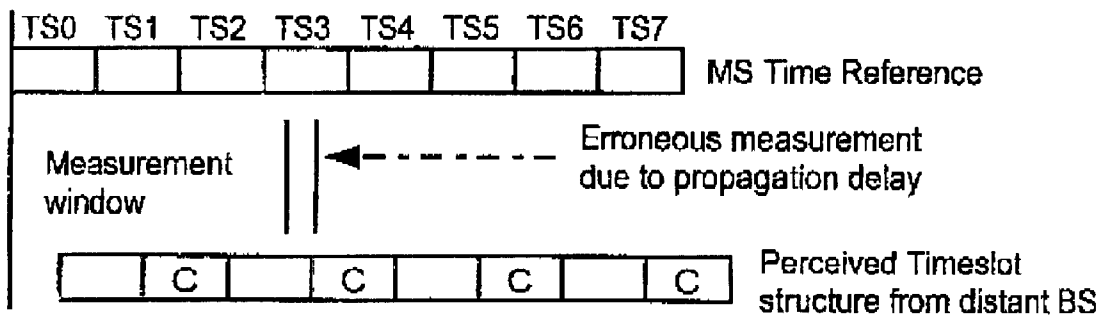 TS0 TS1 TS2 TS3 TS4 TS5 TS6 TS7
MS Time Reference
Measurement
window
Erroneous measurement
due to propagation delay
C C C C
Perceived Timeslot
structure from distant BS